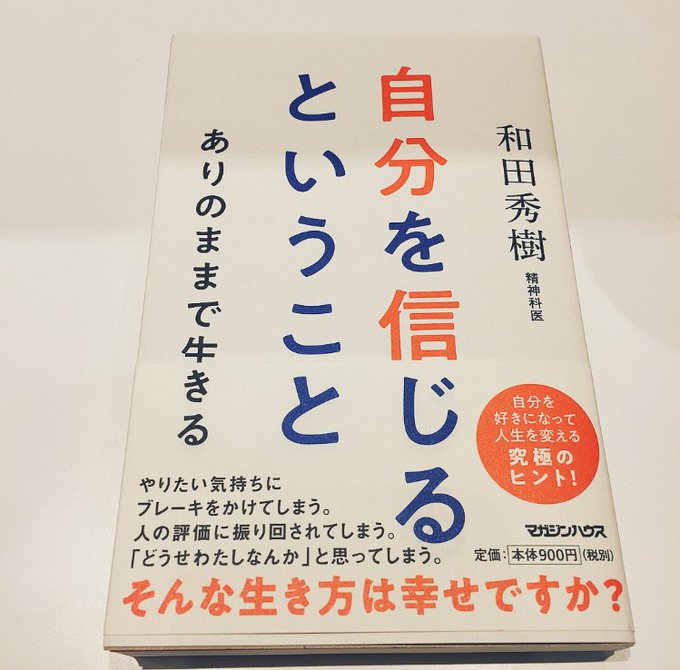 和田秀樹
精神科医
自分を信じる
ということ
ありのままで生きる
自分を
好きになって
人生を変える
究極の
ヒント！
やりたい気持ちに
ブレーキをかけてしまう。
人の評価に振り回されてしまう。
「どうせわたしなんか」と思ってしまう。
そんな生き方は幸せですか？
マガジンハウス
定価：本体900円（税別）